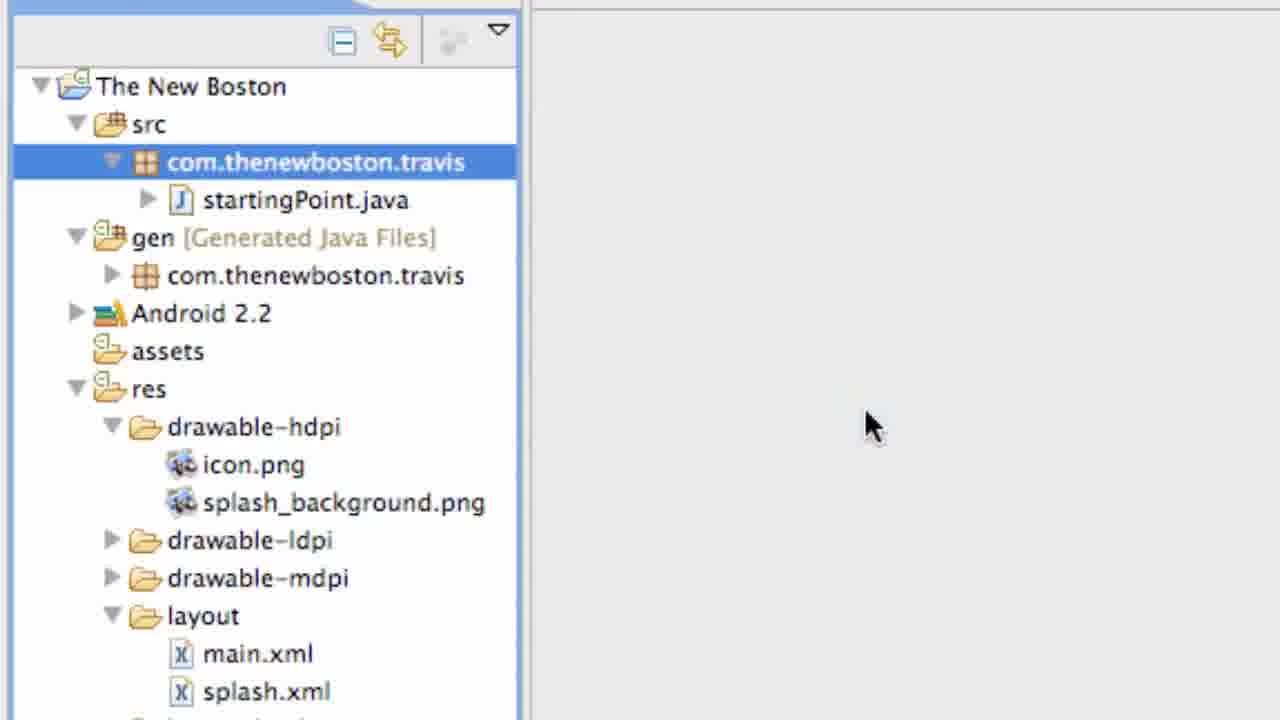 The New Boston
src
com.thenewboston.travis
startingPoint.java
gen [Generated Java Files]
com.thenewboston.travis
Android 2.2
assets
res
drawable-hdpi
icon.png
splash_background.png
drawable-ldpi
drawable-mdpi
layout
main.xml
splash.xml